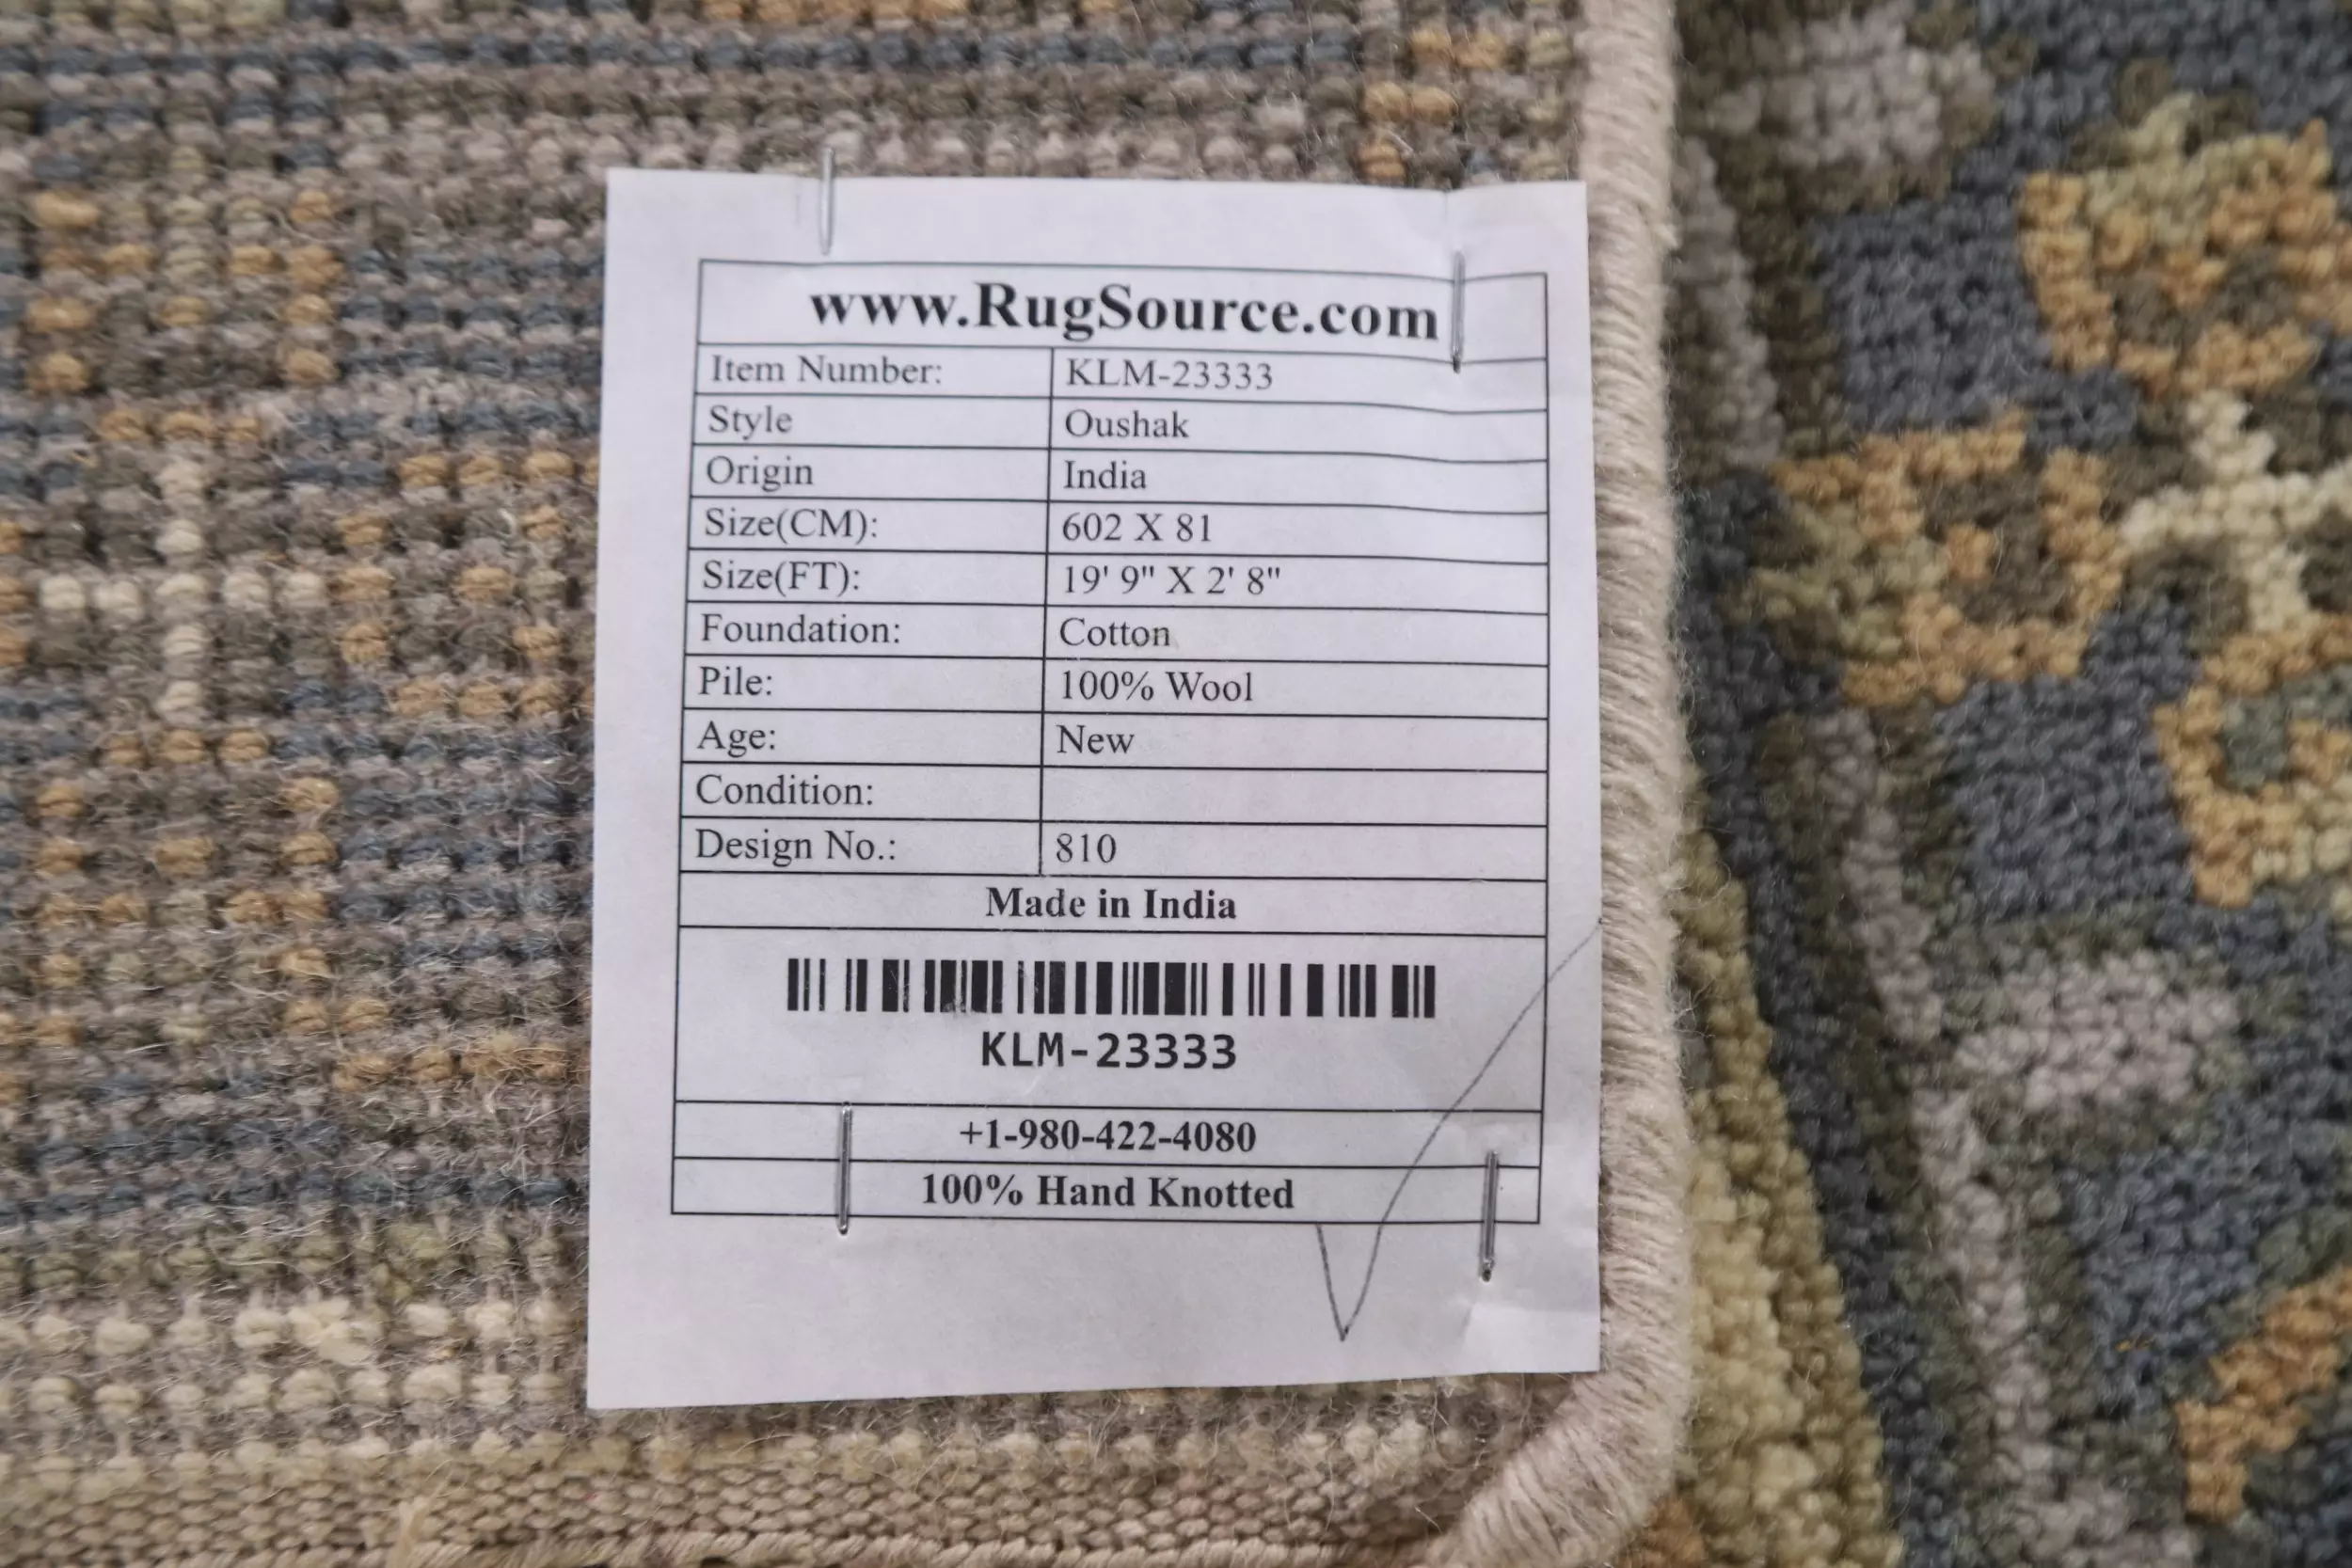 www.RugSource.com
Item Number: KLM-23333
Style Oushak
Origin India
Size(CM): 602 X 81
Size(FT): 19' 9" X 2' 8"
Foundation: Cotton
Pile: 100% Wool
Age: New
Condition:
Design No.: 810
Made in India
KLM-23333
+1-980-422-4080
100% Hand Knotted